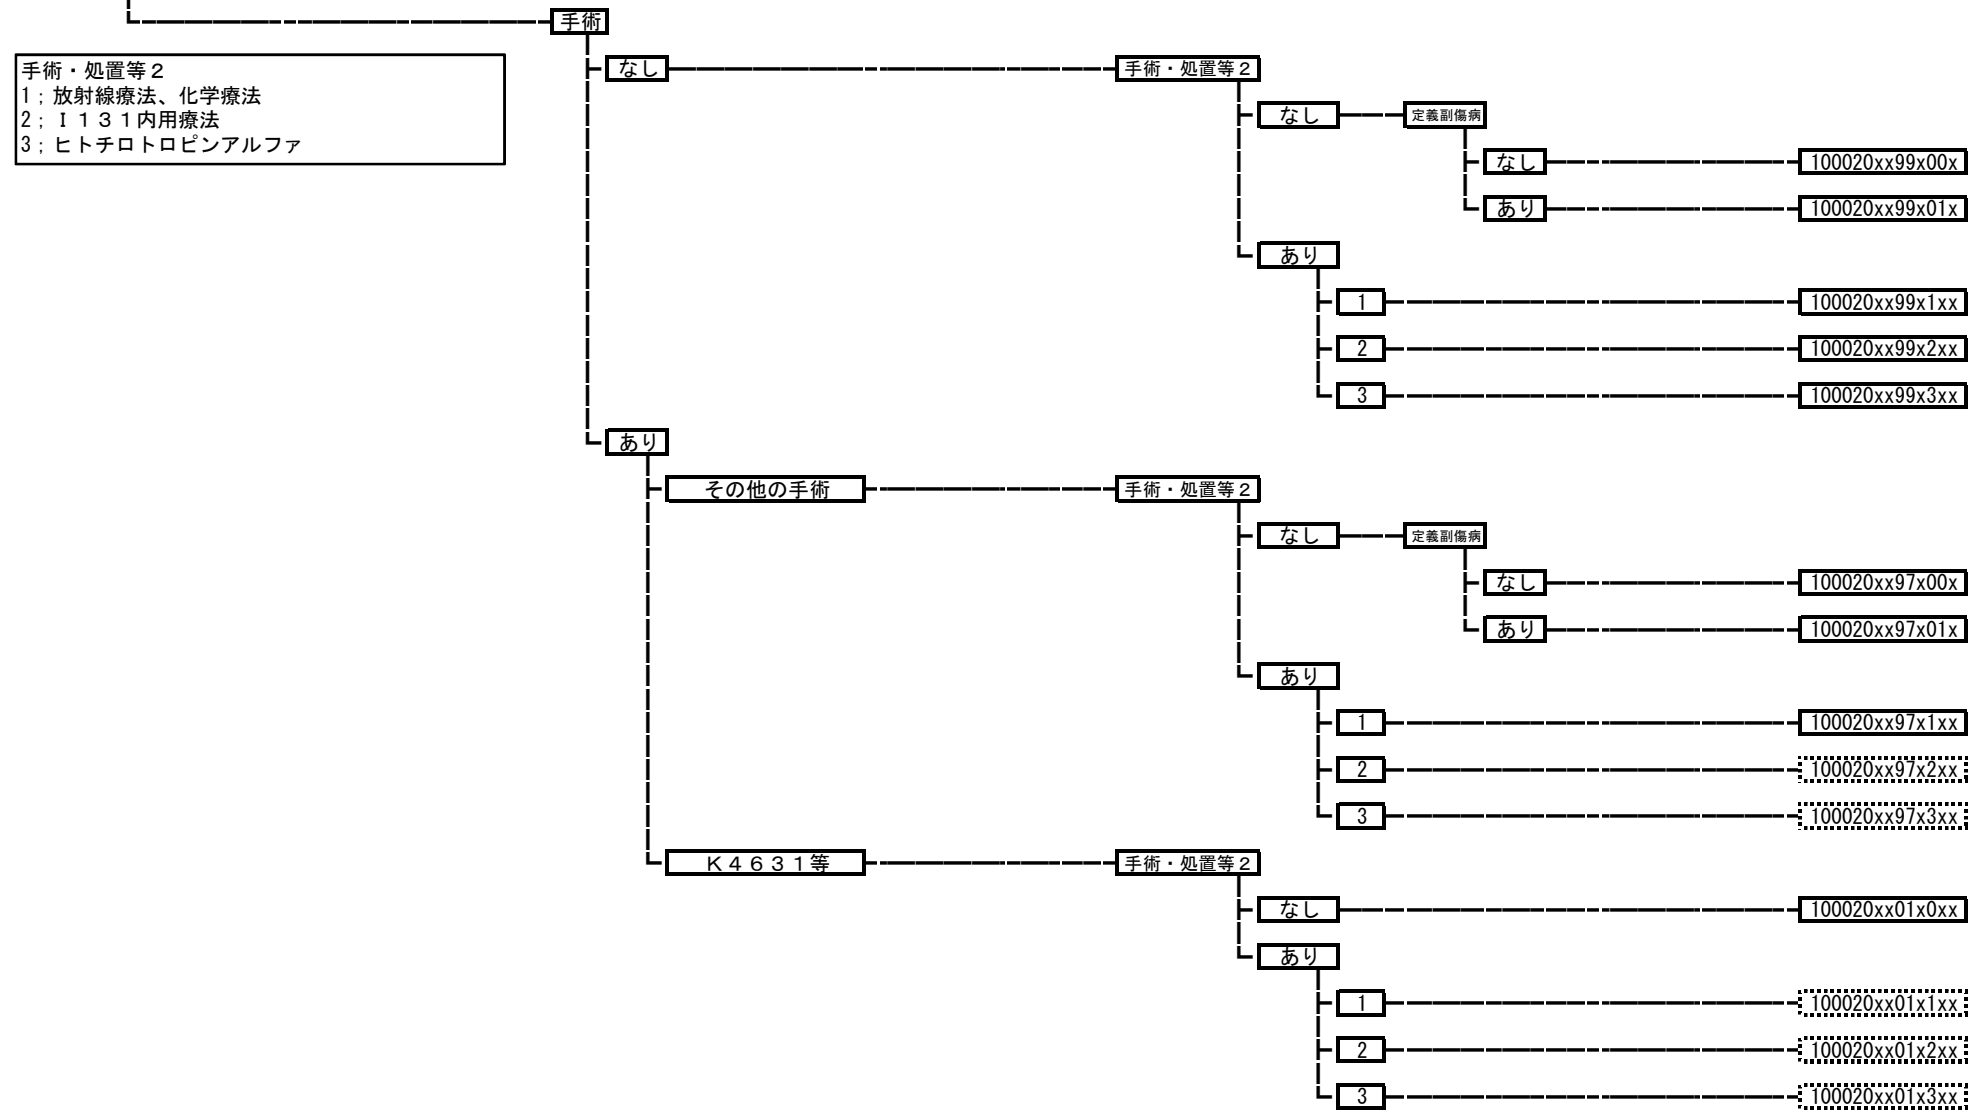 手術
手術・処置等２
1；放射線療法、化学療法
2；Ｉ１３１内用療法
3；ヒトチロトロピンアルファ
なし
手術・処置等２
なし
定義副傷病
なし
100020xx99x00x
あり
100020xx99x01x
あり
1
100020xx99x1xx
2
100020xx99x2xx
3
100020xx99x3xx
あり
その他の手術
手術・処置等２
なし
定義副傷病
なし
100020xx97x00x
あり
100020xx97x01x
あり
1
100020xx97x1xx
2
100020xx97x2xx
3
100020xx97x3xx
Ｋ４６３１等
手術・処置等２
なし
100020xx01x0xx
あり
1
100020xx01x1xx
2
100020xx01x2xx
3
100020xx01x3xx